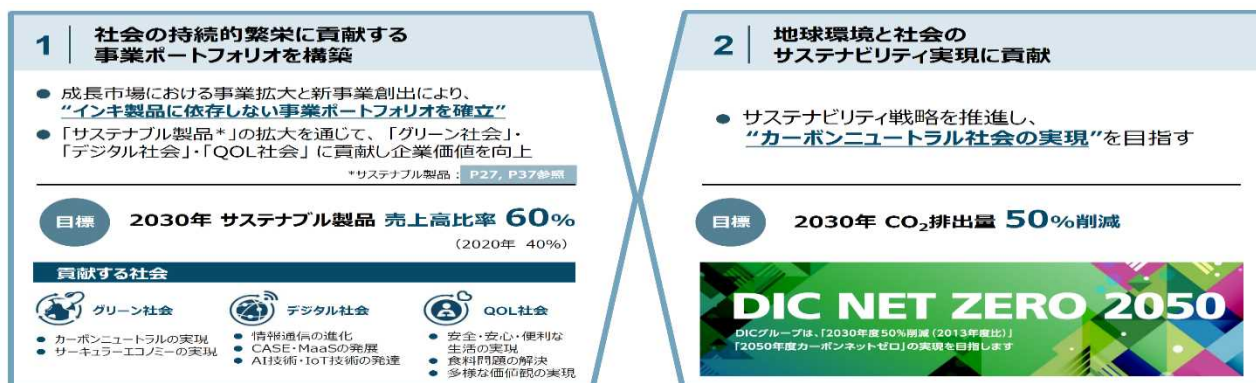 1 社会の持続的繁栄に貢献する
事業ポートフォリオを構築
● 成長市場における事業拡大と新事業創出により、
“インキ製品に依存しない事業ポートフォリオを確立”
● 「サステナブル製品*」の拡大を通じて、「グリーン社会」・
「デジタル社会」・「QOL社会」に貢献し企業価値を向上
*サステナブル製品: P27, P37参照
目標 2030年 サステナブル製品 売上高比率 60%
(2020年 40%)
貢献する社会
グリーン社会
● カーボンニュートラルの実現
● サーキュラーエコノミーの実現
デジタル社会
● 情報通信の進化
● CASE・MaaSの発展
● AI技術・IoT技術の発達
QOL社会
● 安全・安心・便利な
生活の実現
● 食料問題の解決
● 多様な価値観の実現
2 地球環境と社会の
サステナビリティ実現に貢献
● サステナビリティ戦略を推進し、
“カーボンニュートラル社会の実現”を目指す
目標 2030年 CO₂排出量 50%削減
DIC NET ZERO 2050
DICグループは、「2030年度50%削減(2013年度比)」
「2050年度カーボンネットゼロ」の実現を目指します